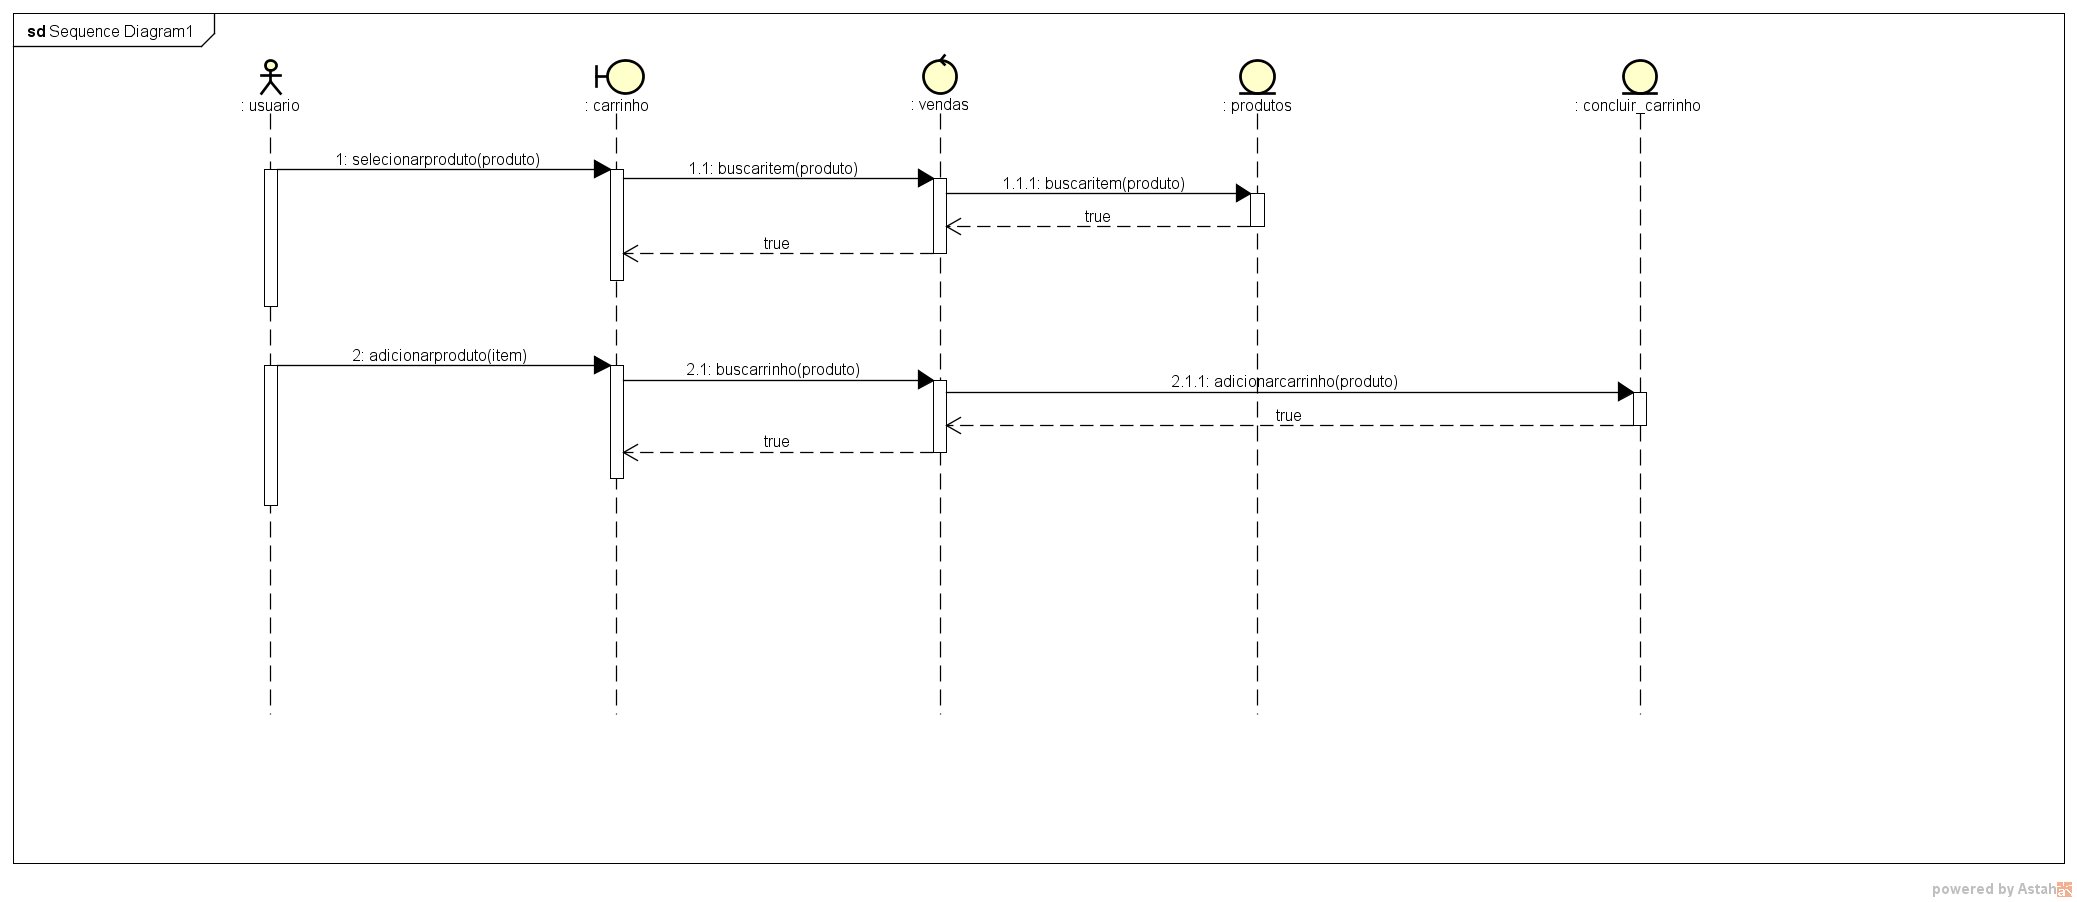 sd Sequence Diagram1
: usuario
: carrinho
: vendas
: produtos
: concluir_carrinho
1: selecionarproduto(produto)
1.1: buscaritem(produto)
1.1.1: buscaritem(produto)
true
true
2: adicionarproduto(item)
2.1: buscarrinho(produto)
2.1.1: adicionarcarrinho(produto)
true
true
powered by Astah